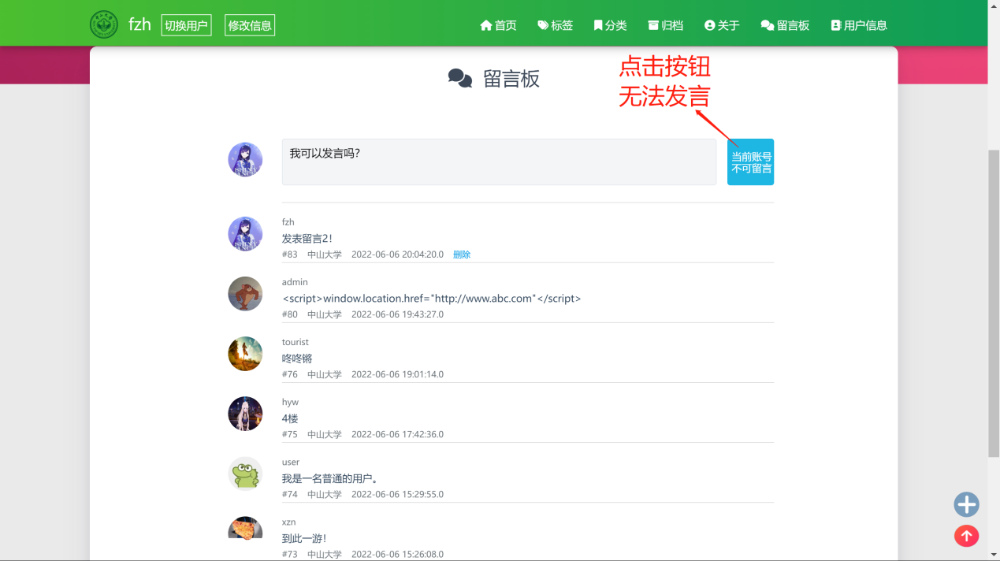 fzh 切换用户 修改信息 首页 标签 分类 归档 关于 留言板 用户信息
点击按钮
无法发言
留言板
我可以发言吗?
当前账号
不可留言
fzh
发表留言2!
#83 中山大学 2022-06-06 20:04:20.0 删除
admin
<script>window.location.href="http://www.abc.com"</script>
#80 中山大学 2022-06-06 19:43:27.0
tourist
咚咚锵
#76 中山大学 2022-06-06 19:01:14.0
hyw
4楼
#75 中山大学 2022-06-06 17:42:36.0
user
我是一名普通的用户。
#74 中山大学 2022-06-06 15:29:55.0
xzn
到此一游!
#73 中山大学 2022-06-06 15:26:08.0